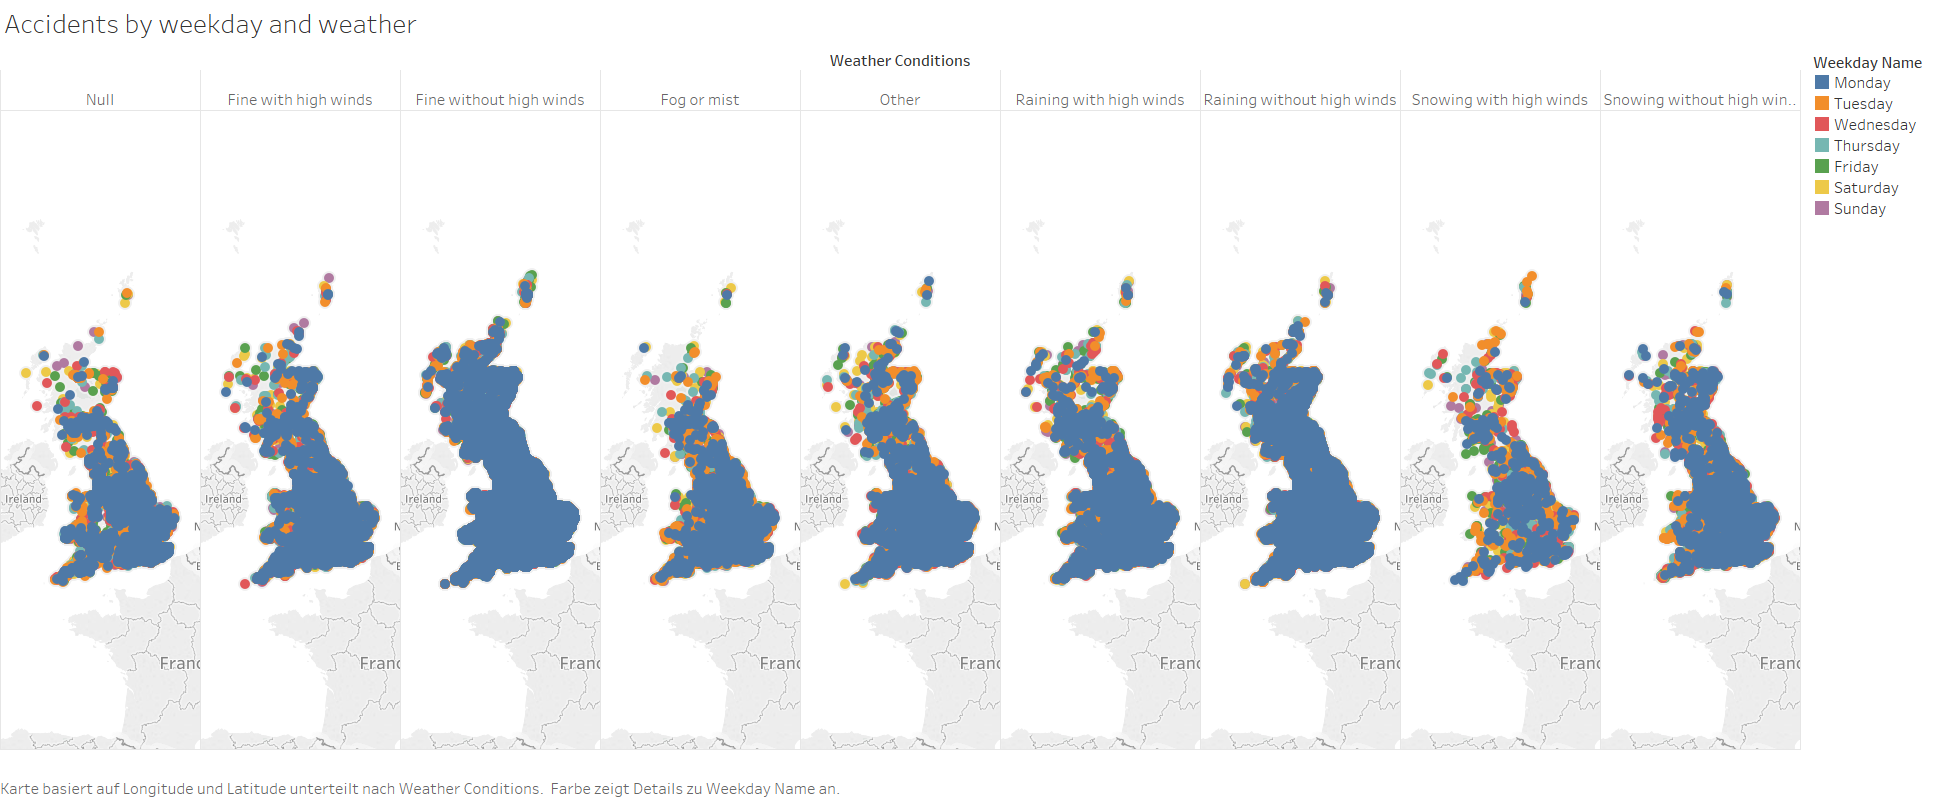 Accidents by weekday and weather
Weather Conditions
Null
Fine with high winds
Fine without high winds
Fog or mist
Other
Raining with high winds
Raining without high winds
Snowing with high winds
Snowing without high win..
Weekday Name
Monday
Tuesday
Wednesday
Thursday
Friday
Saturday
Sunday
Ireland
Ireland
Ireland
Ireland
Ireland
Ireland
Ireland
Ireland
Ireland
N
N
N
N
N
N
N
N
N
Franc
Franc
Franc
Franc
Franc
Franc
Franc
Franc
Franc
Karte basiert auf Longitude und Latitude unterteilt nach Weather Conditions. Farbe zeigt Details zu Weekday Name an.